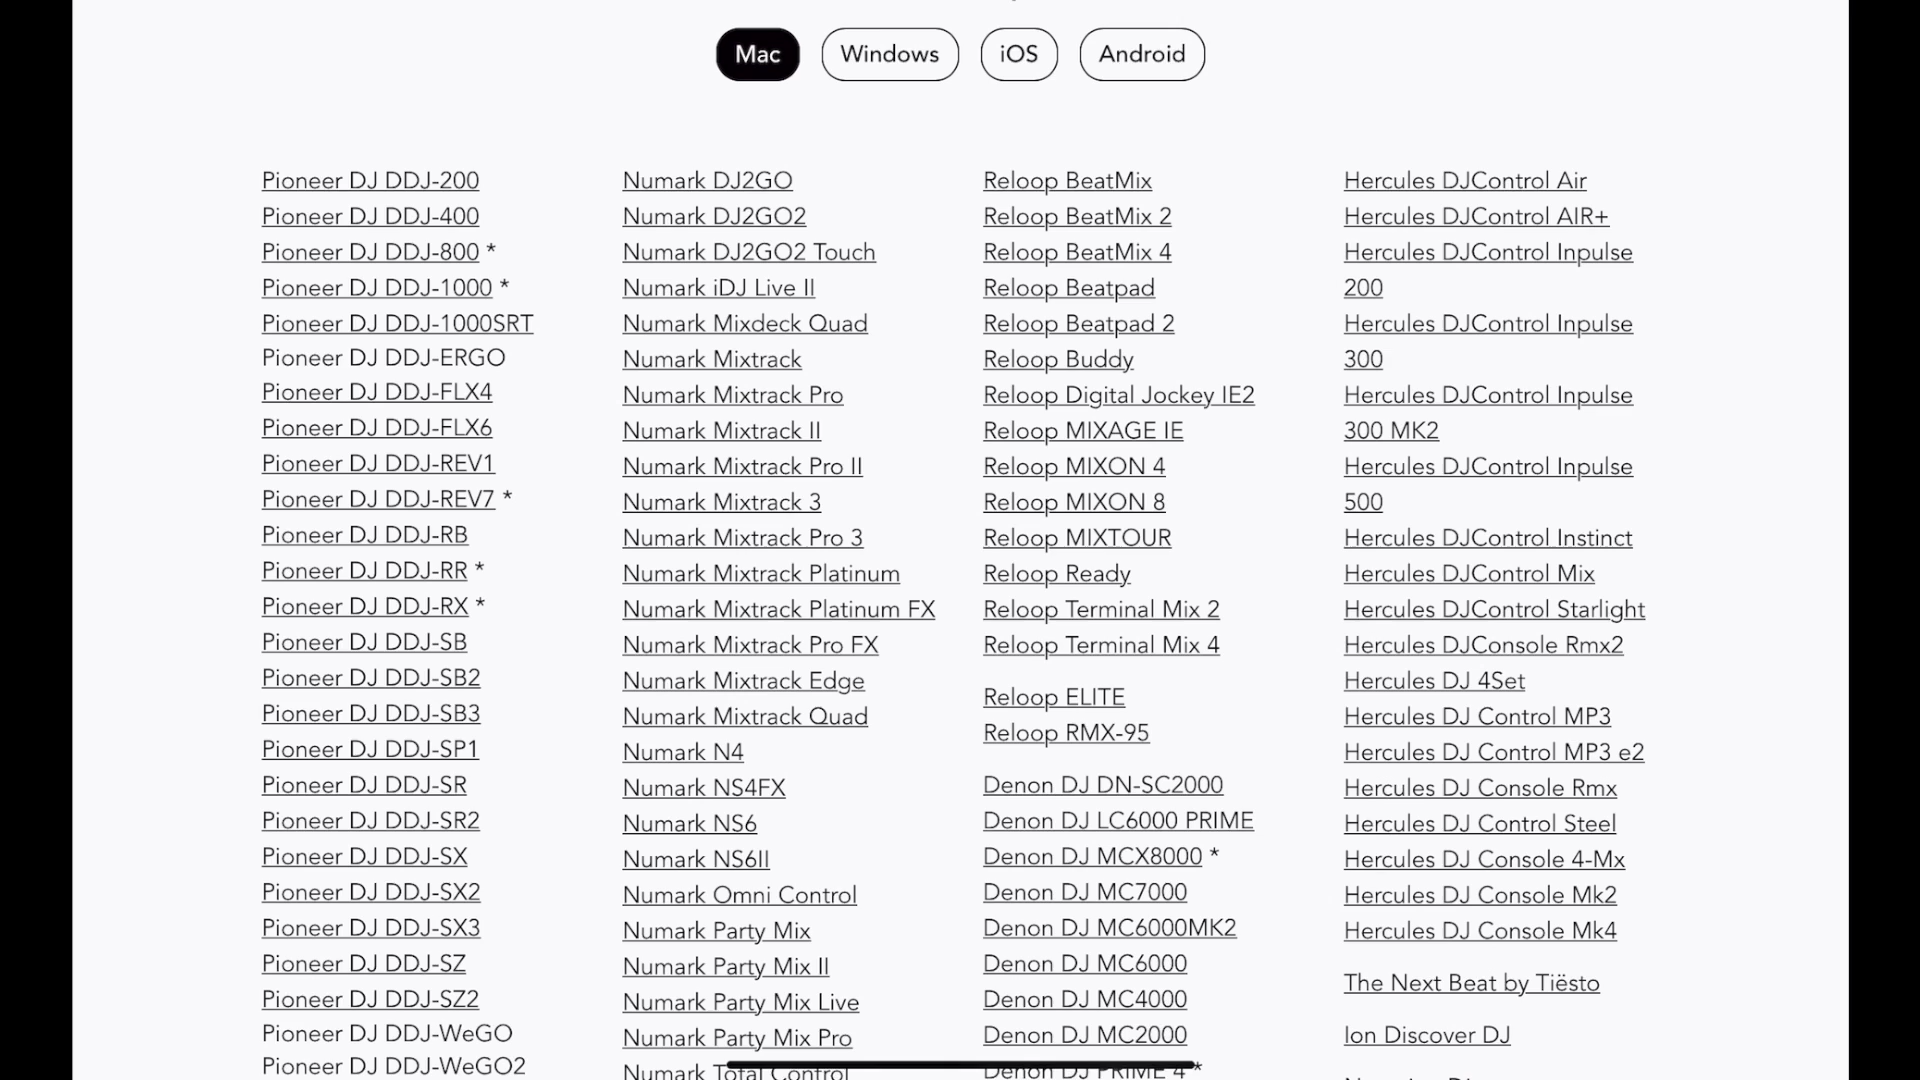 Mac
Windows
iOS
Android
Pioneer DJ DDJ-200
Pioneer DJ DDJ-400
Pioneer DJ DDJ-800 *
Pioneer DJ DDJ-1000 *
Pioneer DJ DDJ-1000SRT
Pioneer DJ DDJ-ERGO
Pioneer DJ DDJ-FLX4
Pioneer DJ DDJ-FLX6
Pioneer DJ DDJ-REV1
Pioneer DJ DDJ-REV7 *
Pioneer DJ DDJ-RB
Pioneer DJ DDJ-RR *
Pioneer DJ DDJ-RX *
Pioneer DJ DDJ-SB
Pioneer DJ DDJ-SB2
Pioneer DJ DDJ-SB3
Pioneer DJ DDJ-SP1
Pioneer DJ DDJ-SR
Pioneer DJ DDJ-SR2
Pioneer DJ DDJ-SX
Pioneer DJ DDJ-SX2
Pioneer DJ DDJ-SX3
Pioneer DJ DDJ-SZ
Pioneer DJ DDJ-SZ2
Pioneer DJ DDJ-WeGO
Pioneer DJ DDJ-WeGO2
Numark DJ2GO
Numark DJ2GO2
Numark DJ2GO2 Touch
Numark iDJ Live II
Numark Mixdeck Quad
Numark Mixtrack
Numark Mixtrack Pro
Numark Mixtrack II
Numark Mixtrack Pro II
Numark Mixtrack 3
Numark Mixtrack Pro 3
Numark Mixtrack Platinum
Numark Mixtrack Platinum FX
Numark Mixtrack Pro FX
Numark Mixtrack Edge
Numark Mixtrack Quad
Numark N4
Numark NS4FX
Numark NS6
Numark NS6II
Numark Omni Control
Numark Party Mix
Numark Party Mix II
Numark Party Mix Live
Numark Party Mix Pro
Numark Total Control
Reloop BeatMix
Reloop BeatMix 2
Reloop BeatMix 4
Reloop Beatpad
Reloop Beatpad 2
Reloop Buddy
Reloop Digital Jockey IE2
Reloop MIXAGE IE
Reloop MIXON 4
Reloop MIXON 8
Reloop MIXTOUR
Reloop Ready
Reloop Terminal Mix 2
Reloop Terminal Mix 4
Reloop ELITE
Reloop RMX-95
Denon DJ DN-SC2000
Denon DJ LC6000 PRIME
Denon DJ MCX8000 *
Denon DJ MC7000
Denon DJ MC6000MK2
Denon DJ MC6000
Denon DJ MC4000
Denon DJ MC2000
Denon DJ PRIME 4 *
Hercules DJControl Air
Hercules DJControl AIR+
Hercules DJControl Inpulse
200
Hercules DJControl Inpulse
300
Hercules DJControl Inpulse
300 MK2
Hercules DJControl Inpulse
500
Hercules DJControl Instinct
Hercules DJControl Mix
Hercules DJControl Starlight
Hercules DJConsole Rmx2
Hercules DJ 4Set
Hercules DJ Control MP3
Hercules DJ Control MP3 e2
Hercules DJ Console Rmx
Hercules DJ Control Steel
Hercules DJ Console 4-Mx
Hercules DJ Console Mk2
Hercules DJ Console Mk4
The Next Beat by Tiësto
Ion Discover DJ